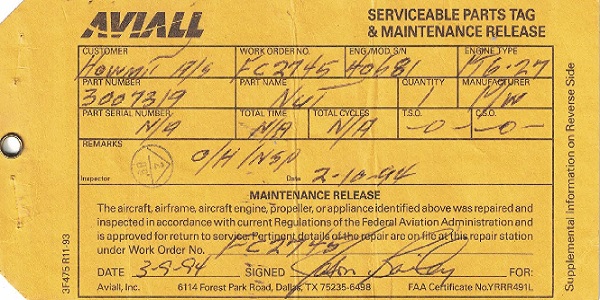 AVIALL
SERVICEABLE PARTS TAG
& MAINTENANCE RELEASE
CUSTOMER WORK ORDER NO. ENG/MOD. S/N ENGINE TYPE
A/S FC2745 40681 PT6-27
PART NUMBER PART NAME QUANTITY MANUFACTURER
3007319 NUT 1
PART SERIAL NUMBER TOTAL TIME TOTAL CYCLES T.S.O. C.S.O.
N/A N/A N/A -0- -0-
REMARKS
O/H/INSP
Inspector Date 2-10-94
MAINTENANCE RELEASE
The aircraft, airframe, aircraft engine, propeller, or appliance identified above was repaired and
inspected in accordance with current Regulations of the Federal Aviation Administration and
is approved for return to service. Pertinent details of the repair are on file at this repair station
under Work Order No. FC2745
DATE 3-9-94 SIGNED FOR:
Aviall, Inc. 6114 Forest Park Road, Dallas, TX 75235-6498 FAA Certificate No. YRRR491L
3F475 R11-93
Supplemental Information on Reverse Side